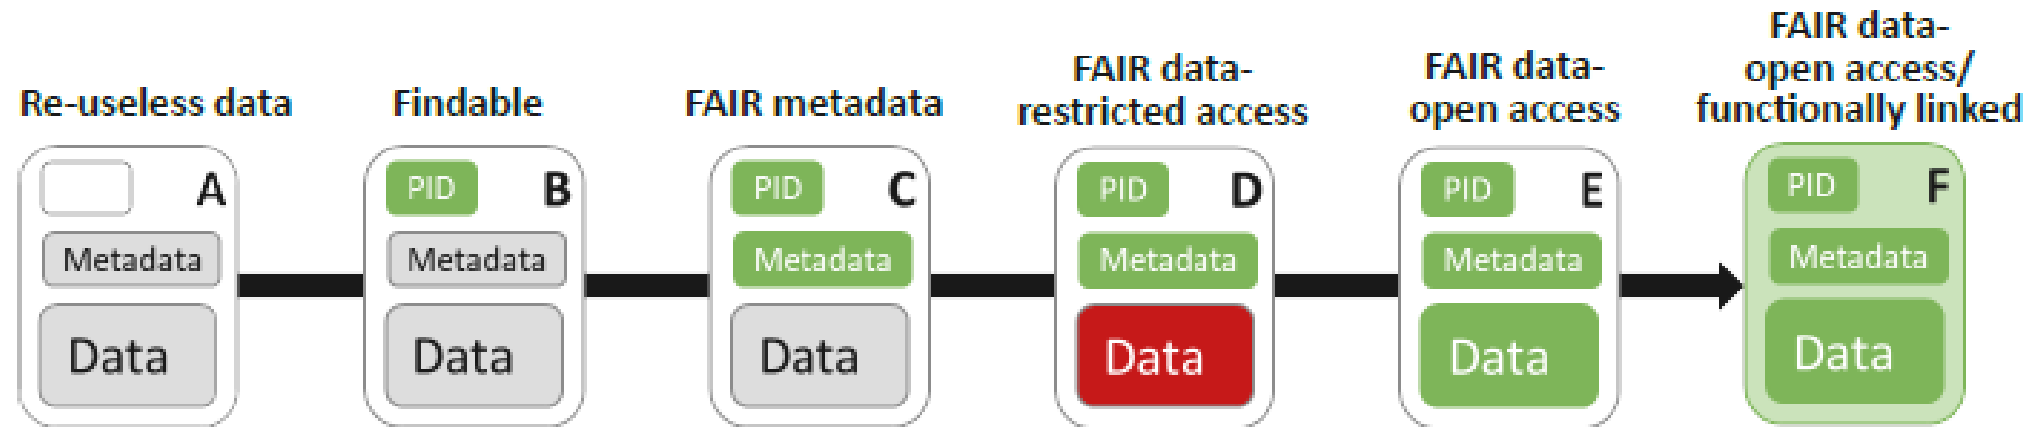 Re-useless data
Findable
FAIR metadata
FAIR data-
restricted access
FAIR data-
open access
FAIR data-
open access/
functionally linked
A
Metadata
Data
PID
B
Metadata
Data
PID
C
Metadata
Data
PID
D
Metadata
Data
PID
E
Metadata
Data
PID
F
Metadata
Data